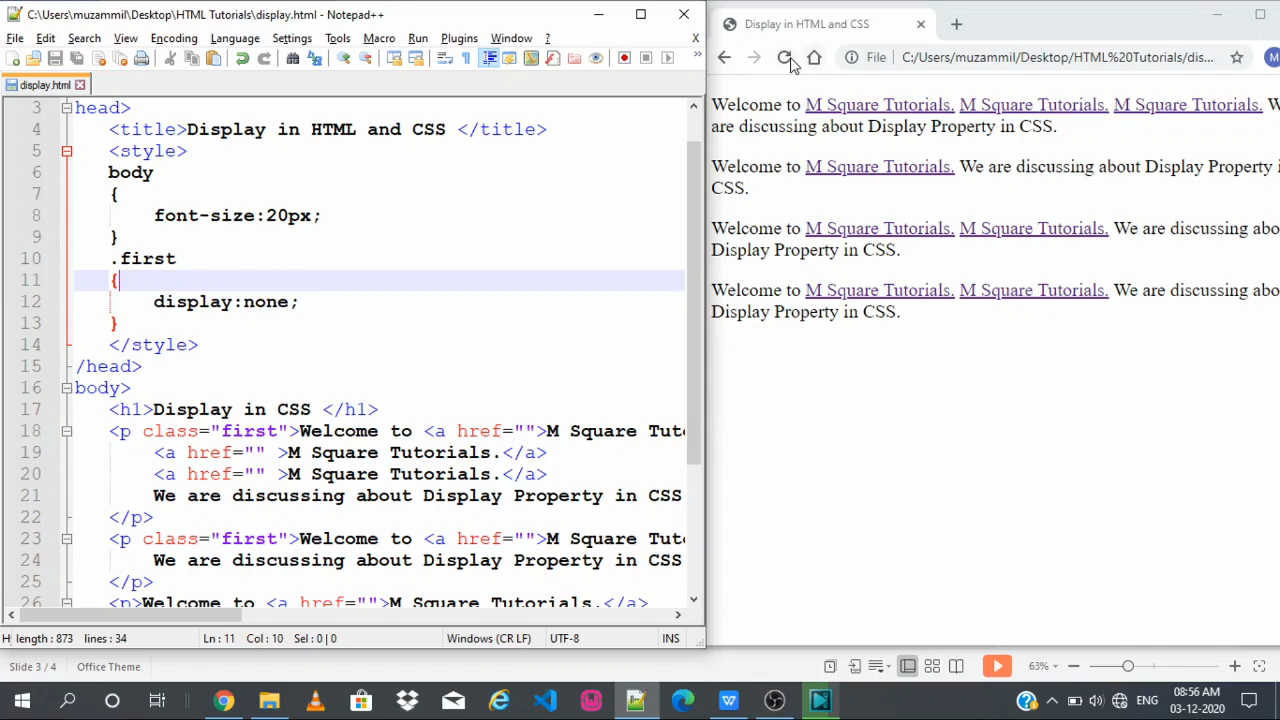 C:\Users\muzammil\Desktop\HTML Tutorials\display.html - Notepad++
File Edit Search View Encoding Language Settings Tools Macro Run Plugins Window ? X
display.html
3 head>
4 <title>Display in HTML and CSS </title>
5 <style>
6 body
7 {
8 font-size:20px;
9 }
10 .first
11 {
12 display:none;
13 }
14 </style>
15 /head>
16 body>
17 <h1>Display in CSS </h1>
18 <p class="first">Welcome to <a href="">M Square Tut
19 <a href="" >M Square Tutorials.</a>
20 <a href="" >M Square Tutorials.</a>
21 We are discussing about Display Property in CSS
22 </p>
23 <p class="first">Welcome to <a href="">M Square Tut
24 We are discussing about Display Property in CSS
25 </p>
26 <p>Welcome to <a href="">M Square Tutorials.</a>
H length : 873 lines : 34 Ln : 11 Col : 10 Sel : 0 | 0 Windows (CR LF) UTF-8 INS
Display in HTML and CSS
File C:/Users/muzammil/Desktop/HTML%20Tutorials/dis... M
Welcome to M Square Tutorials. M Square Tutorials. M Square Tutorials. W
are discussing about Display Property in CSS.
Welcome to M Square Tutorials. We are discussing about Display Property i
CSS.
Welcome to M Square Tutorials. M Square Tutorials. We are discussing abo
Display Property in CSS.
Welcome to M Square Tutorials. M Square Tutorials. We are discussing abo
Display Property in CSS.
Slide 3 / 4 Office Theme 63%
ENG 08:56 AM
03-12-2020